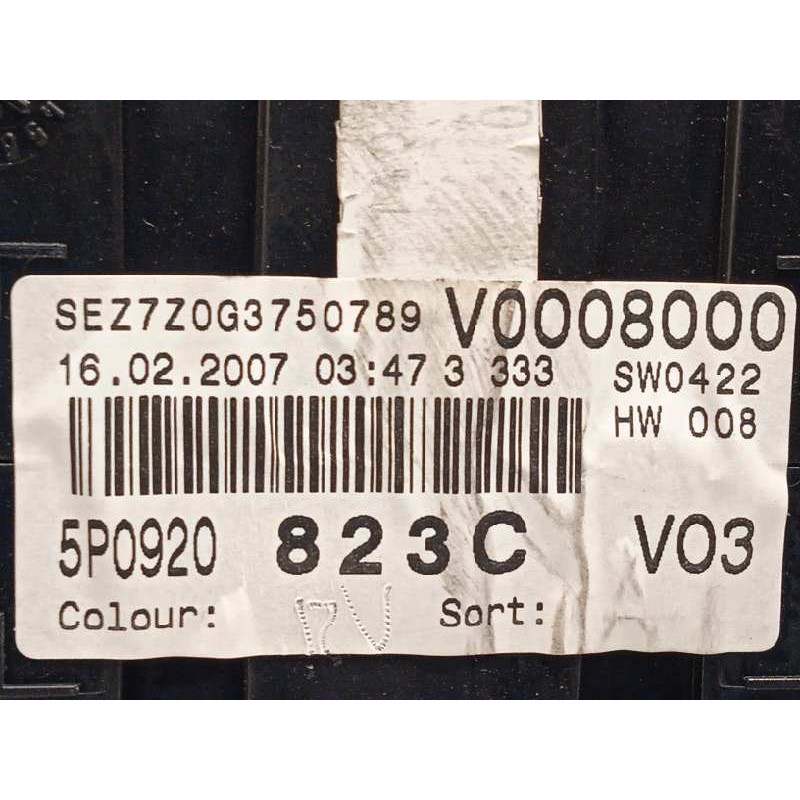 SEZ7Z0G3750789 V0008000
16.02.2007 03:47 3 333 SW0422
HW 008
5P0920 823C V03
Colour: Sort: